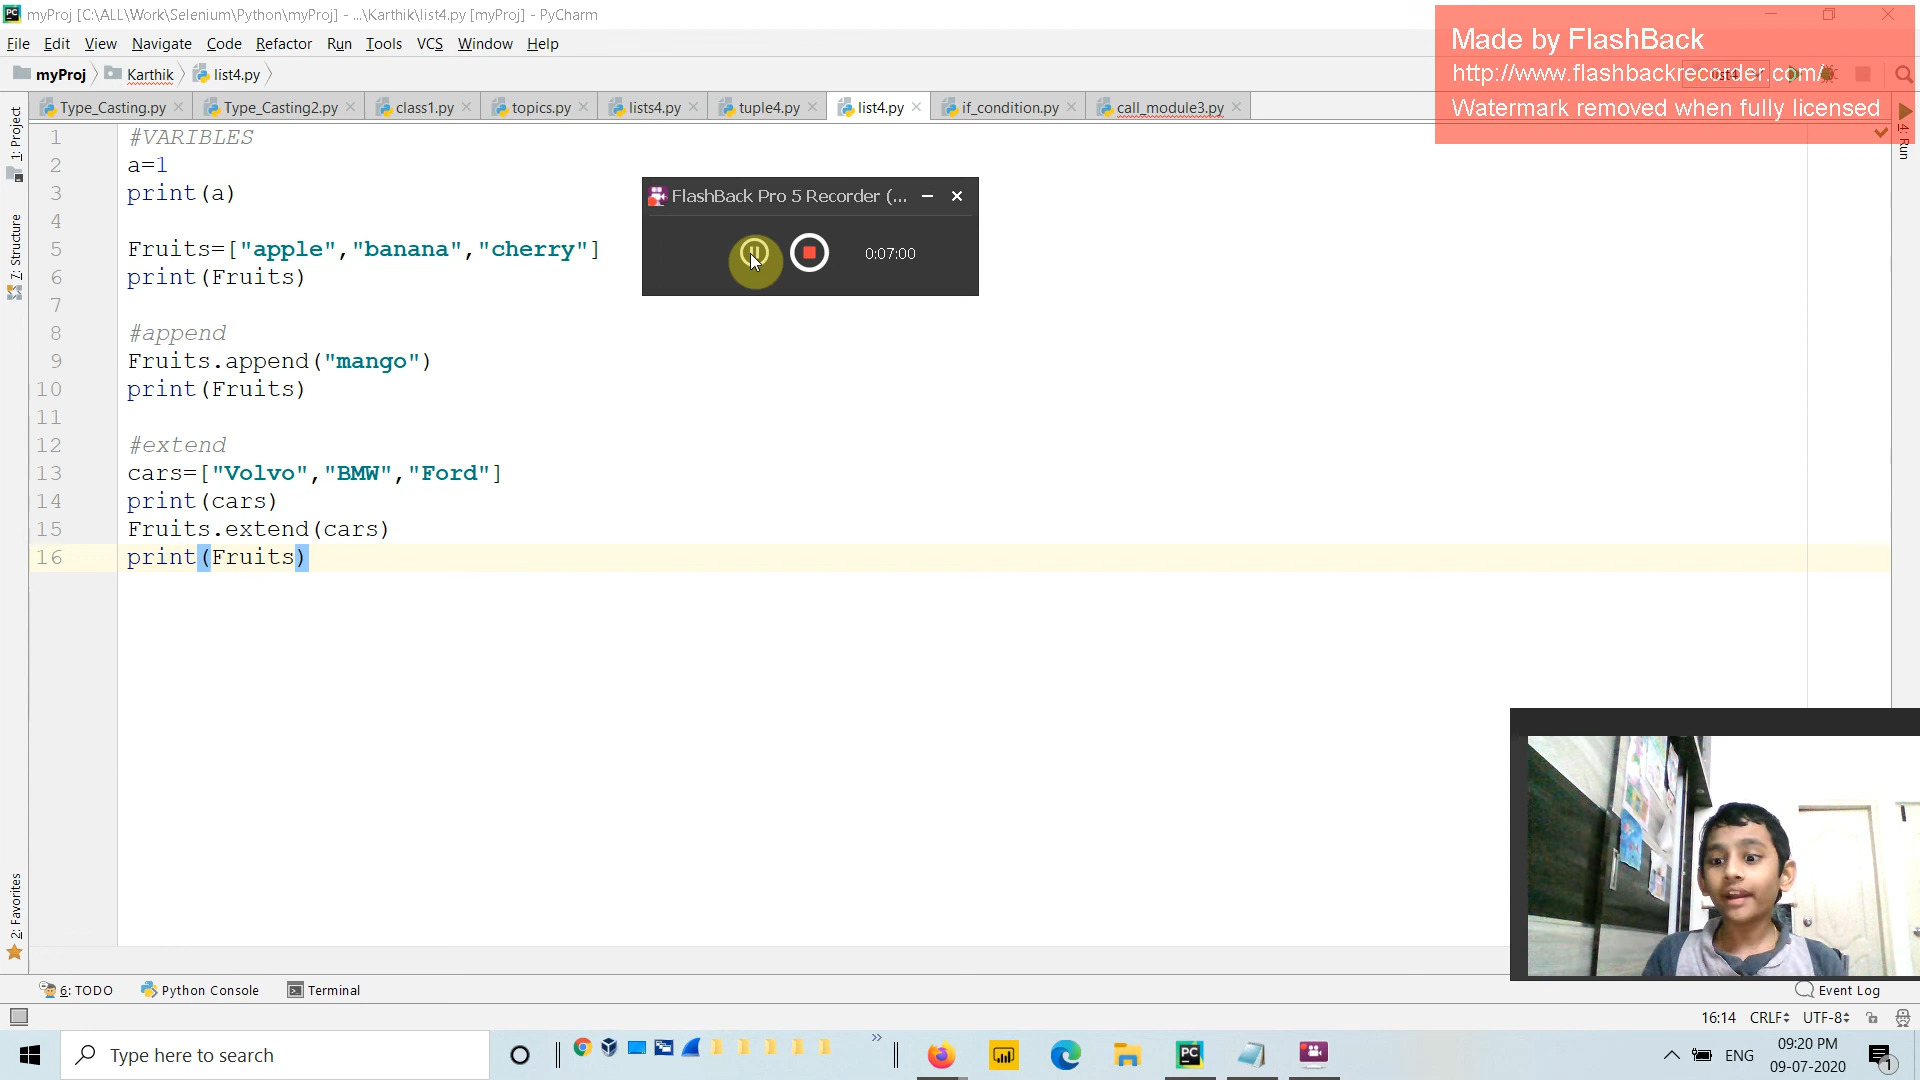 myProj [C:\ALL\Work\Selenium\Python\myProj] - ...\Karthik\list4.py [myProj] - PyCharm
File Edit View Navigate Code Refactor Run Tools VCS Window Help
myProj Karthik list4.py
Made by FlashBack
http://www.flashbackrecorder.com/
Watermark removed when fully licensed
Type_Casting.py Type_Casting2.py class1.py topics.py lists4.py tuple4.py list4.py if_condition.py call_module3.py
1: Project
7: Structure
2: Favorites
4: Run
1 #VARIBLES
2 a=1
3 print(a)
4
5 Fruits=["apple","banana","cherry"]
6 print(Fruits)
7
8 #append
9 Fruits.append("mango")
10 print(Fruits)
11
12 #extend
13 cars=["Volvo","BMW","Ford"]
14 print(cars)
15 Fruits.extend(cars)
16 print(Fruits)
FlashBack Pro 5 Recorder (...
0:07:00
6: TODO Python Console Terminal Event Log
16:14 CRLF UTF-8
Type here to search
ENG
09:20 PM
09-07-2020
1